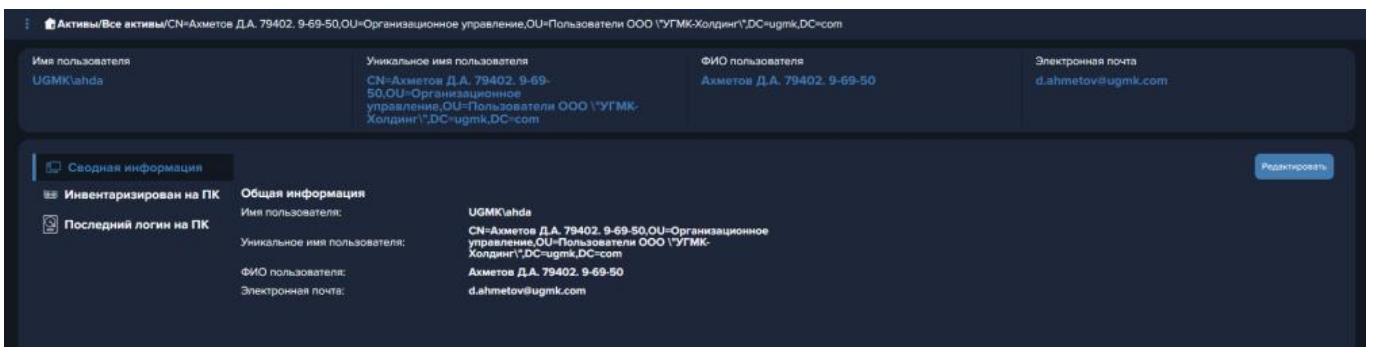 Активы/Все активы/CN=Ахметов Д.А. 79402. 9-69-50,OU=Организационное управление,OU=Пользователи ООО \"УГМК-Холдинг\",DC=ugmk,DC=com
Имя пользователя
UGMK\ahda
Уникальное имя пользователя
CN=Ахметов Д.А. 79402. 9-69-
50,OU=Организационное
управление,OU=Пользователи ООО \"УГМК-
Холдинг\",DC=ugmk,DC=com
ФИО пользователя
Ахметов Д.А. 79402. 9-69-50
Электронная почта
d.ahmetov@ugmk.com
Сводная информация
Инвентаризирован на ПК
Последний логин на ПК
Редактировать
Общая информация
Имя пользователя: UGMK\ahda
Уникальное имя пользователя: CN=Ахметов Д.А. 79402. 9-69-50,OU=Организационное
управление,OU=Пользователи ООО \"УГМК-
Холдинг\",DC=ugmk,DC=com
ФИО пользователя: Ахметов Д.А. 79402. 9-69-50
Электронная почта: d.ahmetov@ugmk.com